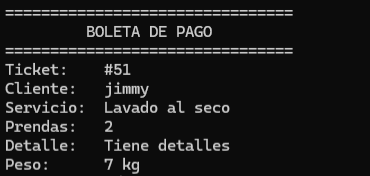 ================================
BOLETA DE PAGO
================================
Ticket: #51
Cliente: jimmy
Servicio: Lavado al seco
Prendas: 2
Detalle: Tiene detalles
Peso: 7 kg